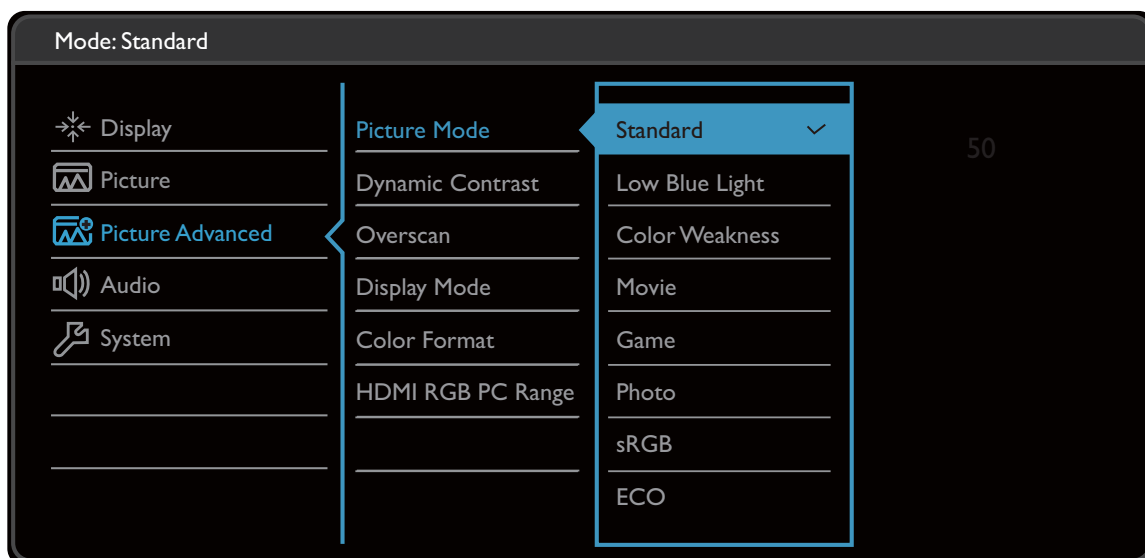 Mode: Standard
Display
Picture
Picture Advanced
Audio
System
Picture Mode
Dynamic Contrast
Overscan
Display Mode
Color Format
HDMI RGB PC Range
Standard
Low Blue Light
Color Weakness
Movie
Game
Photo
sRGB
ECO
50